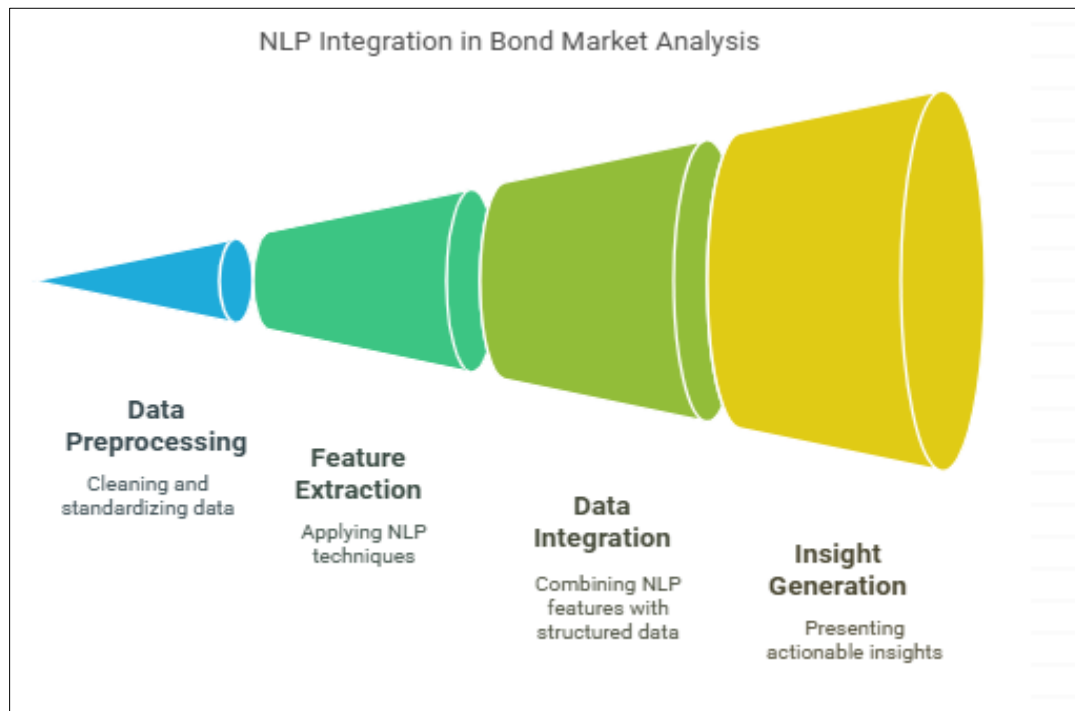 NLP Integration in Bond Market Analysis
Data
Preprocessing
Cleaning and
standardizing data
Feature
Extraction
Applying NLP
techniques
Data
Integration
Combining NLP
features with
structured data
Insight
Generation
Presenting
actionable insights